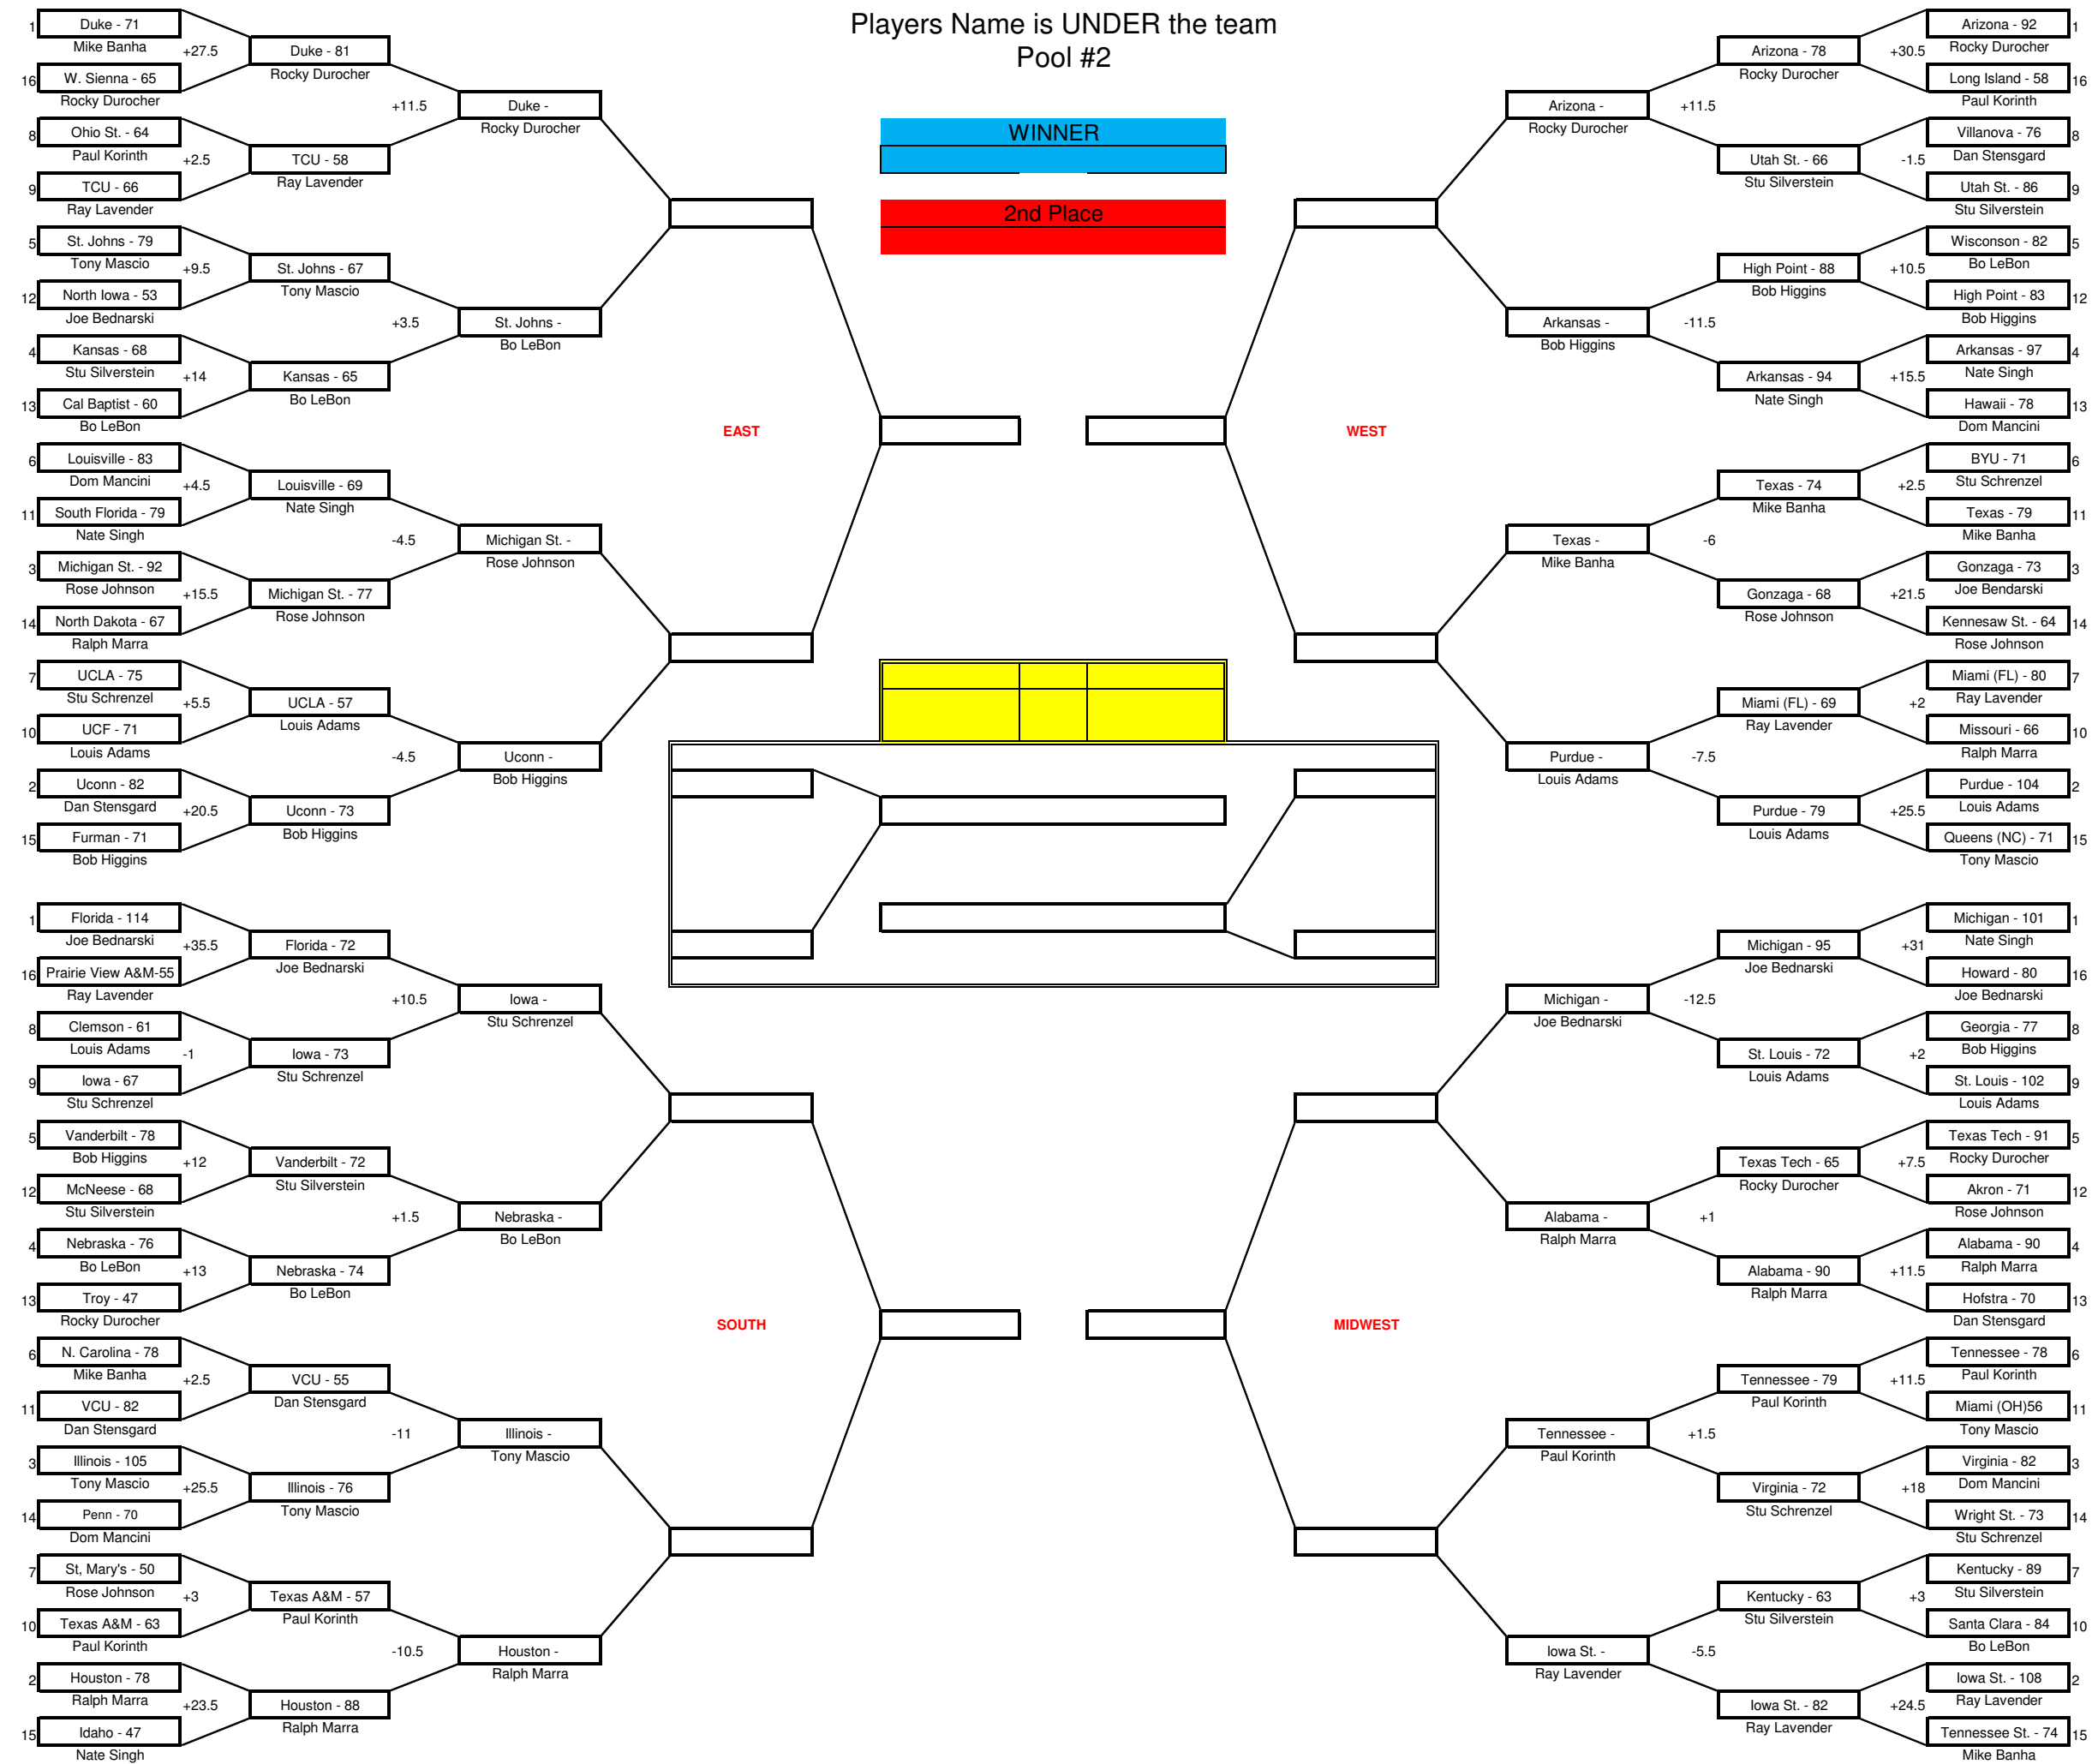 Players Name is UNDER the team
Pool #2
WINNER
2nd Place
EAST
1 Duke - 71
Mike Banha
+27.5
16 W. Sienna - 65
Rocky Durocher
8 Ohio St. - 64
Paul Korinth
+2.5
9 TCU - 66
Ray Lavender
5 St. Johns - 79
Tony Mascio
+9.5
12 North Iowa - 53
Joe Bednarski
4 Kansas - 68
Stu Silverstein
+14
13 Cal Baptist - 60
Bo LeBon
6 Louisville - 83
Dom Mancini
+4.5
11 South Florida - 79
Nate Singh
3 Michigan St. - 92
Rose Johnson
+15.5
14 North Dakota - 67
Ralph Marra
7 UCLA - 75
Stu Schrenzel
+5.5
10 UCF - 71
Louis Adams
2 Uconn - 82
Dan Stensgard
+20.5
15 Furman - 71
Bob Higgins
Duke - 81
Rocky Durocher
+11.5
TCU - 58
Ray Lavender
St. Johns - 67
Tony Mascio
+3.5
Kansas - 65
Bo LeBon
Louisville - 69
Nate Singh
-4.5
Michigan St. - 77
Rose Johnson
UCLA - 57
Louis Adams
-4.5
Uconn - 73
Bob Higgins
Duke -
Rocky Durocher
St. Johns -
Bo LeBon
Michigan St. -
Rose Johnson
Uconn -
Bob Higgins
SOUTH
1 Florida - 114
Joe Bednarski
+35.5
16 Prairie View A&M-55
Ray Lavender
8 Clemson - 61
Louis Adams
-1
9 Iowa - 67
Stu Schrenzel
5 Vanderbilt - 78
Bob Higgins
+12
12 McNeese - 68
Stu Silverstein
4 Nebraska - 76
Bo LeBon
+13
13 Troy - 47
Rocky Durocher
6 N. Carolina - 78
Mike Banha
+2.5
11 VCU - 82
Dan Stensgard
3 Illinois - 105
Tony Mascio
+25.5
14 Penn - 70
Dom Mancini
7 St, Mary's - 50
Rose Johnson
+3
10 Texas A&M - 63
Paul Korinth
2 Houston - 78
Ralph Marra
+23.5
15 Idaho - 47
Nate Singh
Florida - 72
Joe Bednarski
+10.5
Iowa - 73
Stu Schrenzel
Vanderbilt - 72
Stu Silverstein
+1.5
Nebraska - 74
Bo LeBon
VCU - 55
Dan Stensgard
-11
Illinois - 76
Tony Mascio
Texas A&M - 57
Paul Korinth
-10.5
Houston - 88
Ralph Marra
Iowa -
Stu Schrenzel
Nebraska -
Bo LeBon
Illinois -
Tony Mascio
Houston -
Ralph Marra
WEST
Arizona - 92 1
Rocky Durocher
+30.5
Long Island - 58 16
Paul Korinth
Villanova - 76 8
Dan Stensgard
-1.5
Utah St. - 86 9
Stu Silverstein
Wisconson - 82 5
Bo LeBon
+10.5
High Point - 83 12
Bob Higgins
Arkansas - 97 4
Nate Singh
+15.5
Hawaii - 78 13
Dom Mancini
BYU - 71 6
Stu Schrenzel
+2.5
Texas - 79 11
Mike Banha
Gonzaga - 73 3
Joe Bendarski
+21.5
Kennesaw St. - 64 14
Rose Johnson
Miami (FL) - 80 7
Ray Lavender
+2
Missouri - 66 10
Ralph Marra
Purdue - 104 2
Louis Adams
+25.5
Queens (NC) - 71 15
Tony Mascio
Arizona - 78
Rocky Durocher
+11.5
Utah St. - 66
Stu Silverstein
High Point - 88
Bob Higgins
-11.5
Arkansas - 94
Nate Singh
Texas - 74
Mike Banha
-6
Gonzaga - 68
Rose Johnson
Miami (FL) - 69
Ray Lavender
-7.5
Purdue - 79
Louis Adams
Arizona -
Rocky Durocher
Arkansas -
Bob Higgins
Texas -
Mike Banha
Purdue -
Louis Adams
MIDWEST
Michigan - 101 1
Nate Singh
+31
Howard - 80 16
Joe Bednarski
Georgia - 77 8
Bob Higgins
+2
St. Louis - 102 9
Louis Adams
Texas Tech - 91 5
Rocky Durocher
+7.5
Akron - 71 12
Rose Johnson
Alabama - 90 4
Ralph Marra
+11.5
Hofstra - 70 13
Dan Stensgard
Tennessee - 78 6
Paul Korinth
+11.5
Miami (OH)56 11
Tony Mascio
Virginia - 82 3
Dom Mancini
+18
Wright St. - 73 14
Stu Schrenzel
Kentucky - 89 7
Stu Silverstein
+3
Santa Clara - 84 10
Bo LeBon
Iowa St. - 108 2
Ray Lavender
+24.5
Tennessee St. - 74 15
Mike Banha
Michigan - 95
Joe Bednarski
-12.5
St. Louis - 72
Louis Adams
Texas Tech - 65
Rocky Durocher
+1
Alabama - 90
Ralph Marra
Tennessee - 79
Paul Korinth
+1.5
Virginia - 72
Stu Schrenzel
Kentucky - 63
Stu Silverstein
-5.5
Iowa St. - 82
Ray Lavender
Michigan -
Joe Bednarski
Alabama -
Ralph Marra
Tennessee -
Paul Korinth
Iowa St. -
Ray Lavender